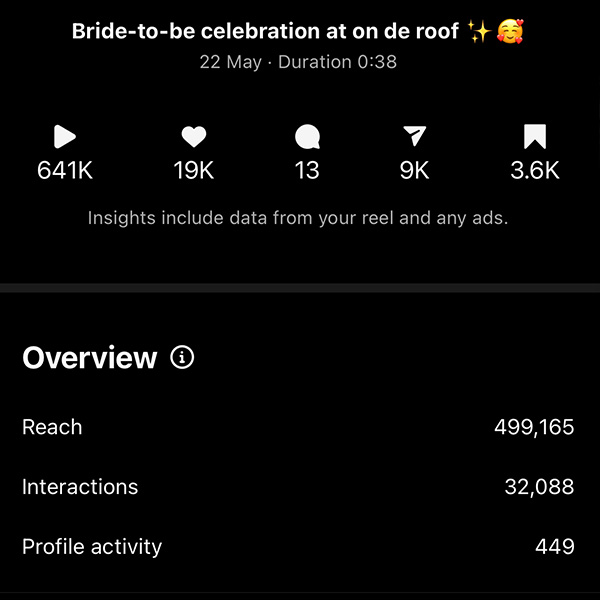 Bride-to-be celebration at on de roof ✨🥰
22 May · Duration 0:38
641K 19K 13 9K 3.6K
Insights include data from your reel and any ads.
Overview
Reach 499,165
Interactions 32,088
Profile activity 449